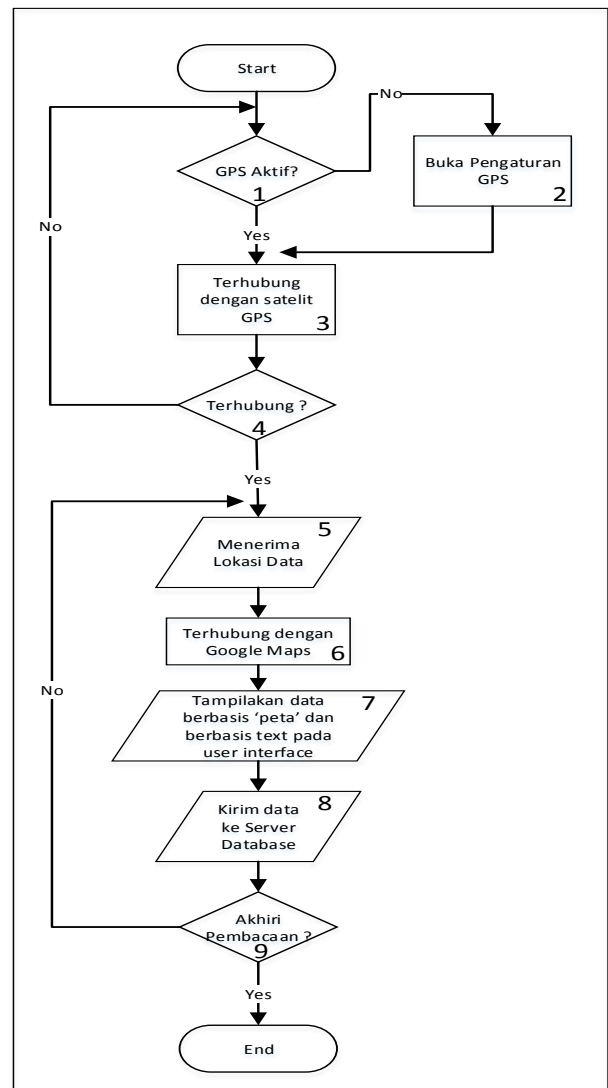 Start
No
GPS Aktif?
1
Buka Pengaturan
GPS
2
No
Yes
Terhubung
dengan satelit
GPS
3
Terhubung ?
4
Yes
5
Menerima
Lokasi Data
Terhubung dengan
Google Maps
6
No
Tampilakan data
berbasis ‘peta’ dan
berbasis text pada
user interface
7
Kirim data
ke Server
Database
8
Akhiri
Pembacaan ?
9
Yes
End